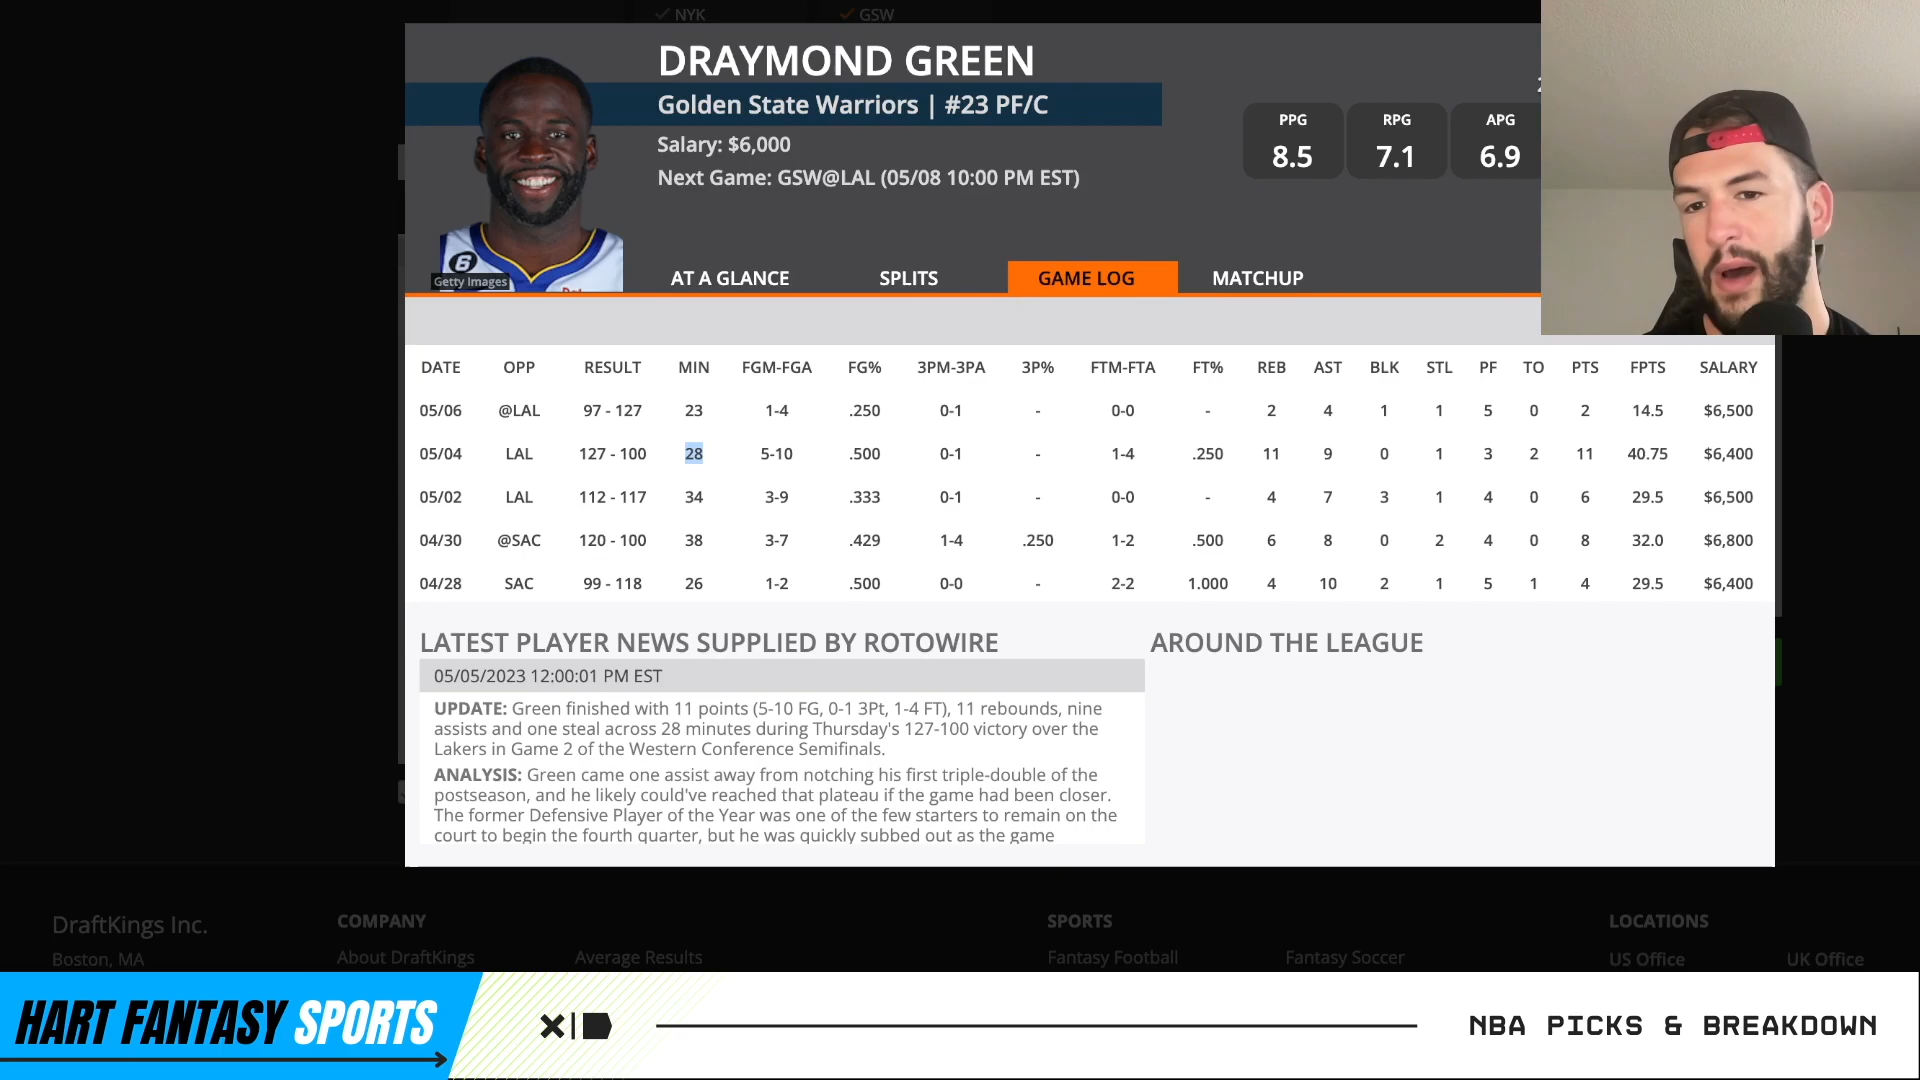 NYK
GSW
DRAYMOND GREEN
Golden State Warriors | #23 PF/C
Salary: $6,000
Next Game: GSW@LAL (05/08 10:00 PM EST)
PPG RPG APG
8.5 7.1 6.9
6
Getty Images
AT A GLANCE SPLITS GAME LOG MATCHUP
DATE OPP RESULT MIN FGM-FGA FG% 3PM-3PA 3P% FTM-FTA FT% REB AST BLK STL PF TO PTS FPTS SALARY
05/06 @LAL 97 - 127 23 1-4 .250 0-1 - 0-0 - 2 4 1 1 5 0 2 14.5 $6,500
05/04 LAL 127 - 100 28 5-10 .500 0-1 - 1-4 .250 11 9 0 1 3 2 11 40.75 $6,400
05/02 LAL 112 - 117 34 3-9 .333 0-1 - 0-0 - 4 7 3 1 4 0 6 29.5 $6,500
04/30 @SAC 120 - 100 38 3-7 .429 1-4 .250 1-2 .500 6 8 0 2 4 0 8 32.0 $6,800
04/28 SAC 99 - 118 26 1-2 .500 0-0 - 2-2 1.000 4 10 2 1 5 1 4 29.5 $6,400
LATEST PLAYER NEWS SUPPLIED BY ROTOWIRE
05/05/2023 12:00:01 PM EST
UPDATE: Green finished with 11 points (5-10 FG, 0-1 3Pt, 1-4 FT), 11 rebounds, nine
assists and one steal across 28 minutes during Thursday's 127-100 victory over the
Lakers in Game 2 of the Western Conference Semifinals.
ANALYSIS: Green came one assist away from notching his first triple-double of the
postseason, and he likely could've reached that plateau if the game had been closer.
The former Defensive Player of the Year was one of the few starters to remain on the
court to begin the fourth quarter, but he was quickly subbed out as the game
AROUND THE LEAGUE
DraftKings Inc.
Boston, MA
COMPANY
About DraftKings Average Results
SPORTS
Fantasy Football Fantasy Soccer
LOCATIONS
US Office UK Office
HART FANTASY SPORTS
NBA PICKS & BREAKDOWN